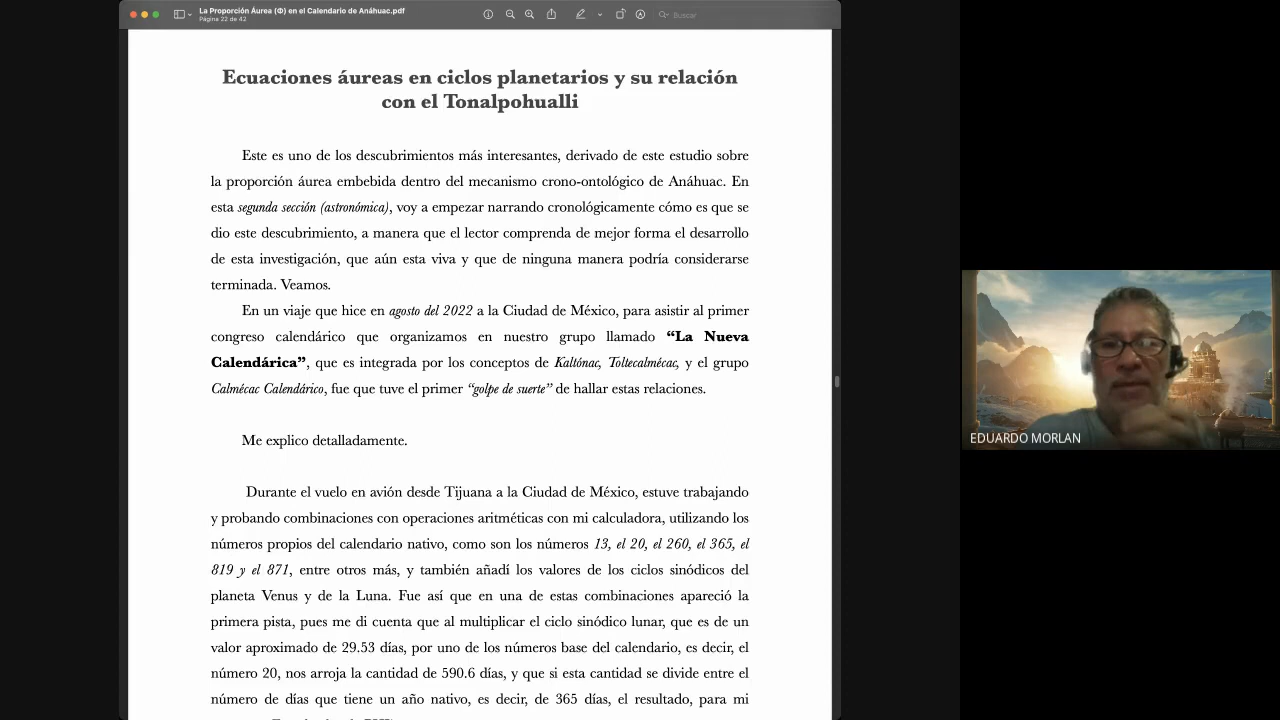 La Proporción Áurea (Φ) en el Calendario de Anáhuac.pdf
Página 22 de 42
Buscar
Ecuaciones áureas en ciclos planetarios y su relación
con el Tonalpohualli
Este es uno de los descubrimientos más interesantes, derivado de este estudio sobre
la proporción áurea embebida dentro del mecanismo crono-ontológico de Anáhuac. En
esta segunda sección (astronómica), voy a empezar narrando cronológicamente cómo es que se
dio este descubrimiento, a manera que el lector comprenda de mejor forma el desarrollo
de esta investigación, que aún esta viva y que de ninguna manera podría considerarse
terminada. Veamos.
En un viaje que hice en agosto del 2022 a la Ciudad de México, para asistir al primer
congreso calendárico que organizamos en nuestro grupo llamado “La Nueva
Calendárica”, que es integrada por los conceptos de Kaltónac, Toltecalmécac, y el grupo
Calmécac Calendárico, fue que tuve el primer “golpe de suerte” de hallar estas relaciones.
Me explico detalladamente.
Durante el vuelo en avión desde Tijuana a la Ciudad de México, estuve trabajando
y probando combinaciones con operaciones aritméticas con mi calculadora, utilizando los
números propios del calendario nativo, como son los números 13, el 20, el 260, el 365, el
819 y el 871, entre otros más, y también añadí los valores de los ciclos sinódicos del
planeta Venus y de la Luna. Fue así que en una de estas combinaciones apareció la
primera pista, pues me di cuenta que al multiplicar el ciclo sinódico lunar, que es de un
valor aproximado de 29.53 días, por uno de los números base del calendario, es decir, el
número 20, nos arroja la cantidad de 590.6 días, y que si esta cantidad se divide entre el
número de días que tiene un año nativo, es decir, de 365 días, el resultado, para mi
EDUARDO MORLAN